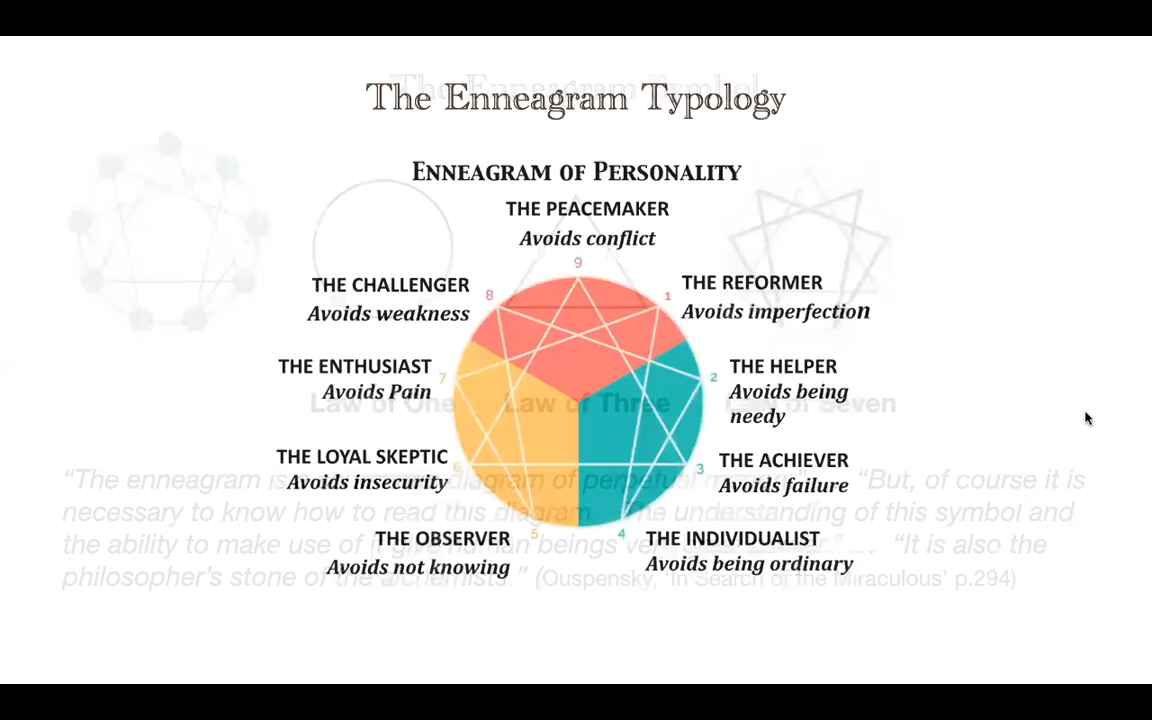 The Enneagram Symbol
The Enneagram Typology
ENNEAGRAM OF PERSONALITY
THE PEACEMAKER
Avoids conflict
9
THE CHALLENGER
Avoids weakness
8
1
THE REFORMER
Avoids imperfection
THE ENTHUSIAST
Avoids Pain
7
2
THE HELPER
Avoids being
needy
Law of One
Law of Three
Law of Seven
THE LOYAL SKEPTIC
Avoids insecurity
6
3
THE ACHIEVER
Avoids failure
THE OBSERVER
Avoids not knowing
5
4
THE INDIVIDUALIST
Avoids being ordinary
“The enneagram is diagram of perpetual “But, of course it is
necessary to know how to read this diagram. The understanding of this symbol and
the ability to make use of it give human beings “It is also the
philosopher’s stone of the alchemists.” (Ouspensky, ‘In Search of the Miraculous’ p.294)